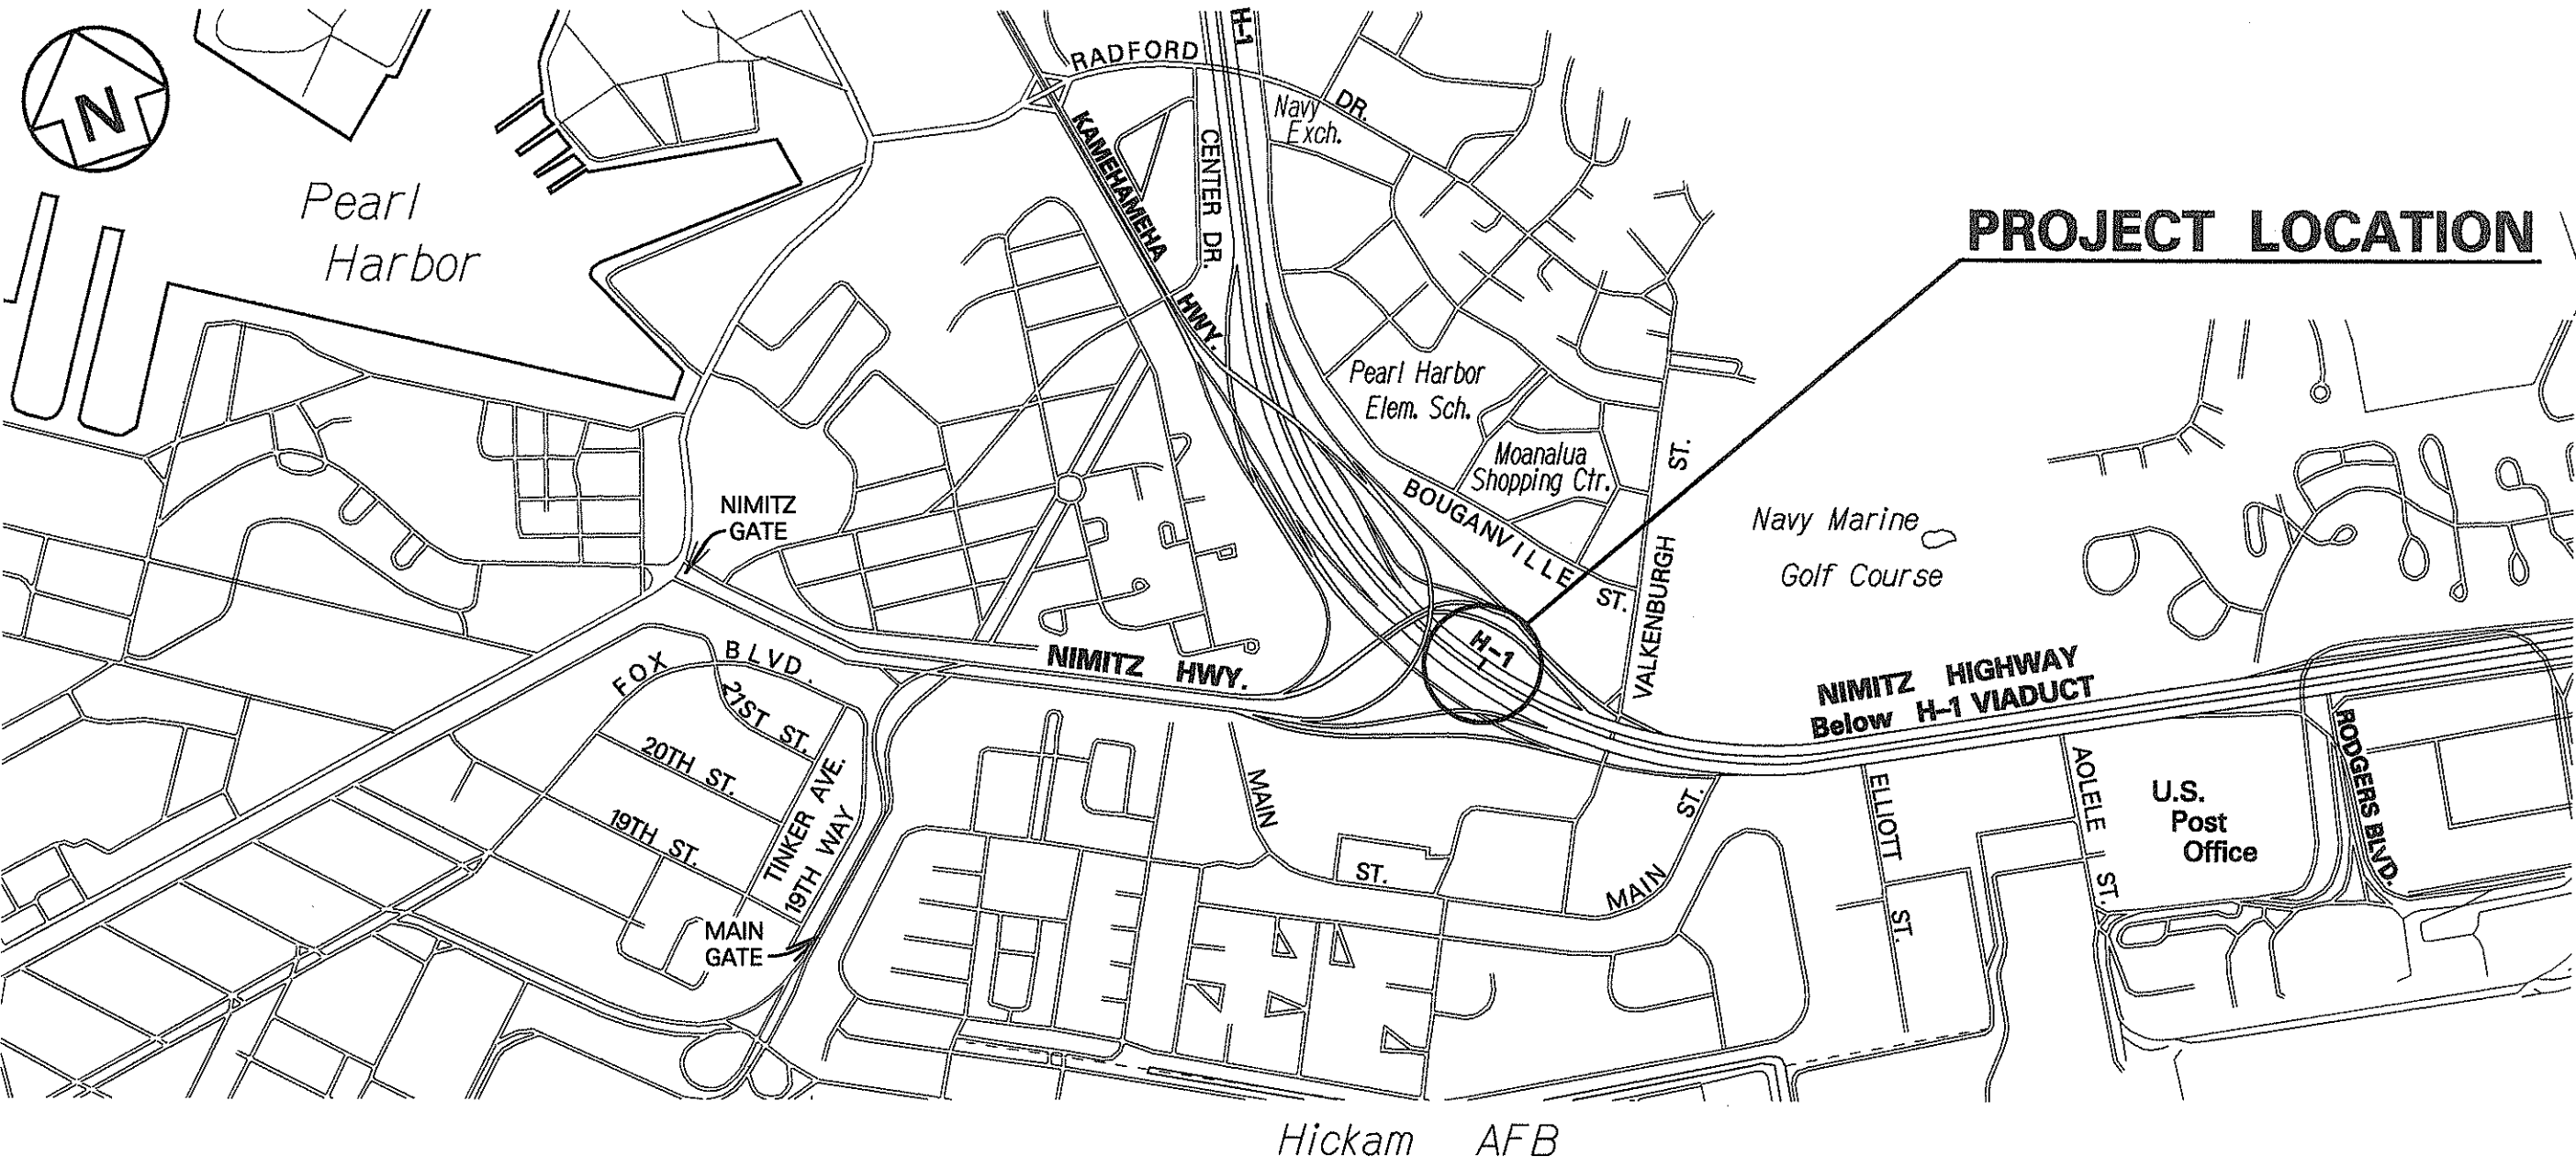 N
Pearl
Harbor
RADFORD
DR.
H-1
Navy
Exch.
KAMEHAMEHA
HWY.
CENTER DR.
PROJECT LOCATION
Pearl Harbor
Elem. Sch.
Moanalua
Shopping Ctr.
BOUGANVILLE
ST.
VALKENBURGH
ST.
Navy Marine
Golf Course
NIMITZ
GATE
NIMITZ HWY.
H-1
NIMITZ HIGHWAY
Below H-1 VIADUCT
FOX
BLVD.
21ST ST.
20TH ST.
19TH ST.
TINKER AVE.
19TH WAY
MAIN
GATE
MAIN
ST.
MAIN
ST.
ELLIOTT
ST.
AOLELE
ST.
U.S.
Post
Office
RODGERS BLVD.
Hickam AFB